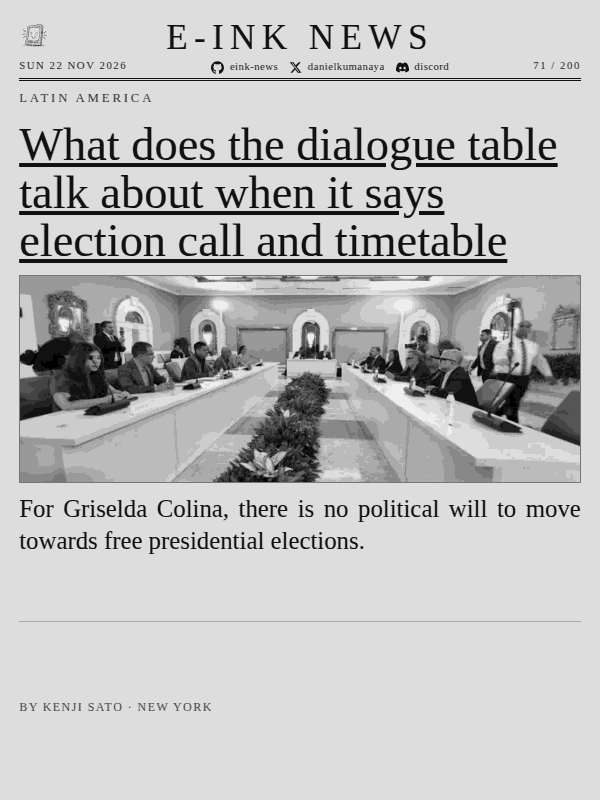 E-INK NEWS
SUN 22 NOV 2026
eink-news
danielkumanaya
discord
71 / 200
LATIN AMERICA
What does the dialogue table
talk about when it says
election call and timetable
For Griselda Colina, there is no political will to move
towards free presidential elections.
BY KENJI SATO · NEW YORK